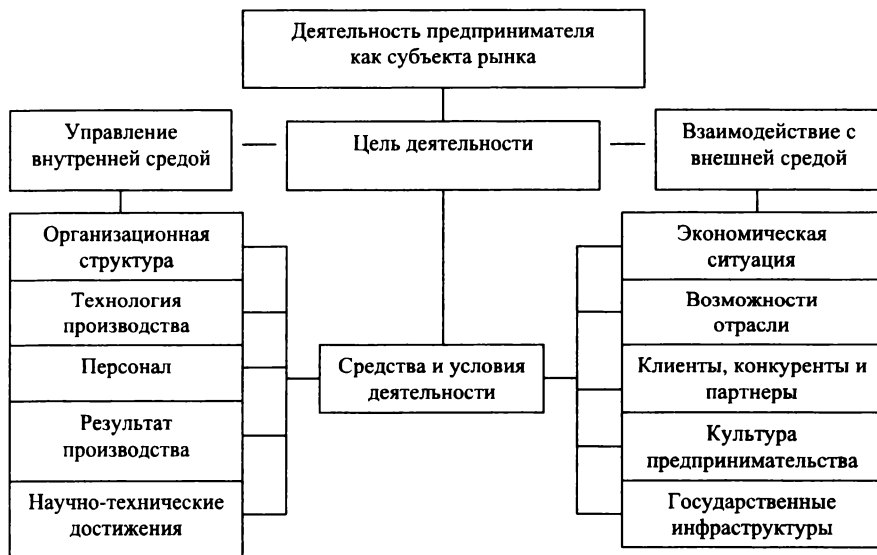 Деятельность предпринимателя
как субъекта рынка
Управление
внутренней средой
Цель деятельности
Взаимодействие с
внешней средой
Организационная
структура
Технология
производства
Персонал
Результат
производства
Научно-технические
достижения
Средства и условия
деятельности
Экономическая
ситуация
Возможности
отрасли
Клиенты, конкуренты и
партнеры
Культура
предпринимательства
Государственные
инфраструктуры